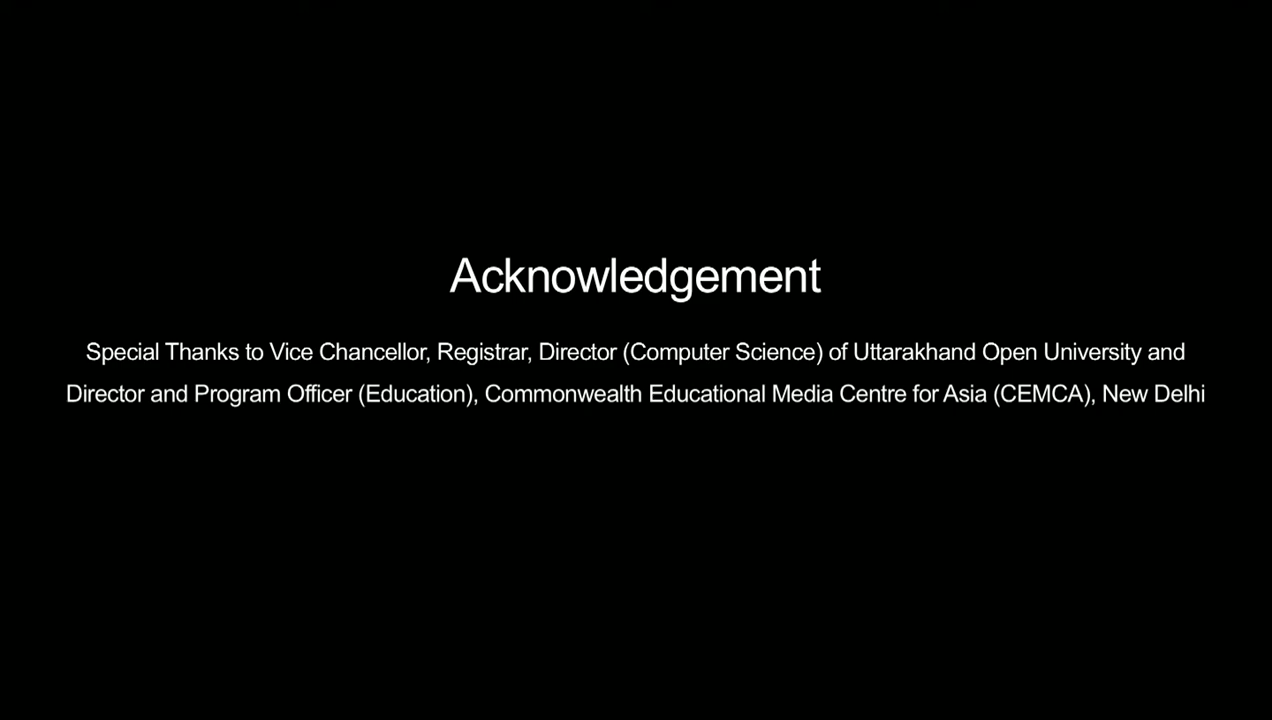 Acknowledgement
Special Thanks to Vice Chancellor, Registrar, Director (Computer Science) of Uttarakhand Open University and
Director and Program Officer (Education), Commonwealth Educational Media Centre for Asia (CEMCA), New Delhi